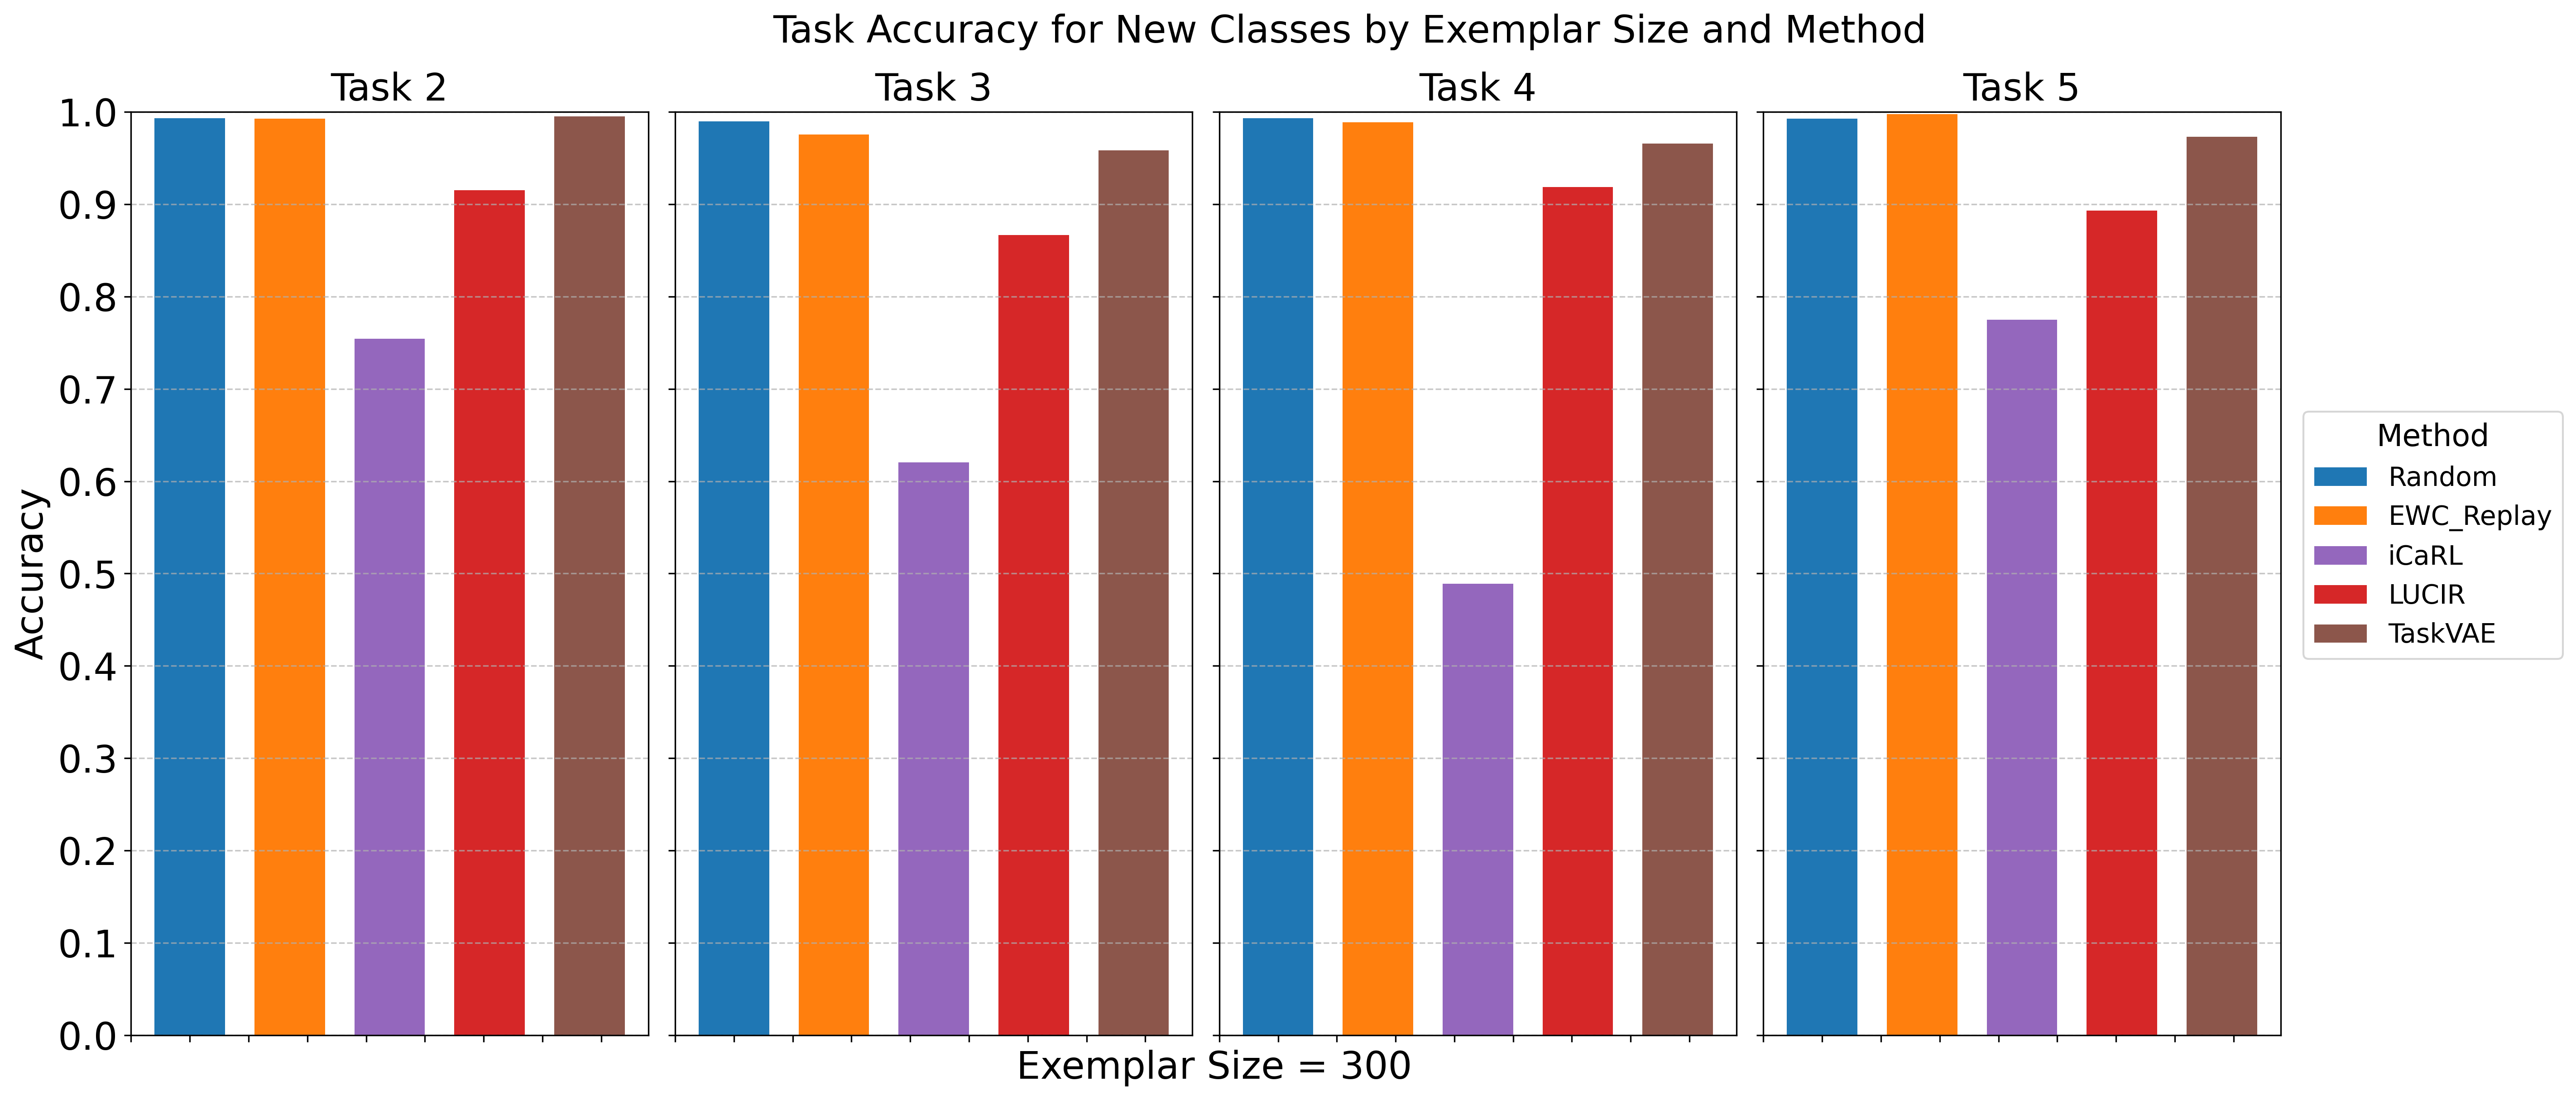 Task Accuracy for New Classes by Exemplar Size and Method
Task 2
Task 3
Task 4
Task 5
1.0
0.9
0.8
0.7
0.6
0.5
0.4
0.3
0.2
0.1
0.0
Accuracy
Exemplar Size = 300
Method
Random
EWC_Replay
iCaRL
LUCIR
TaskVAE